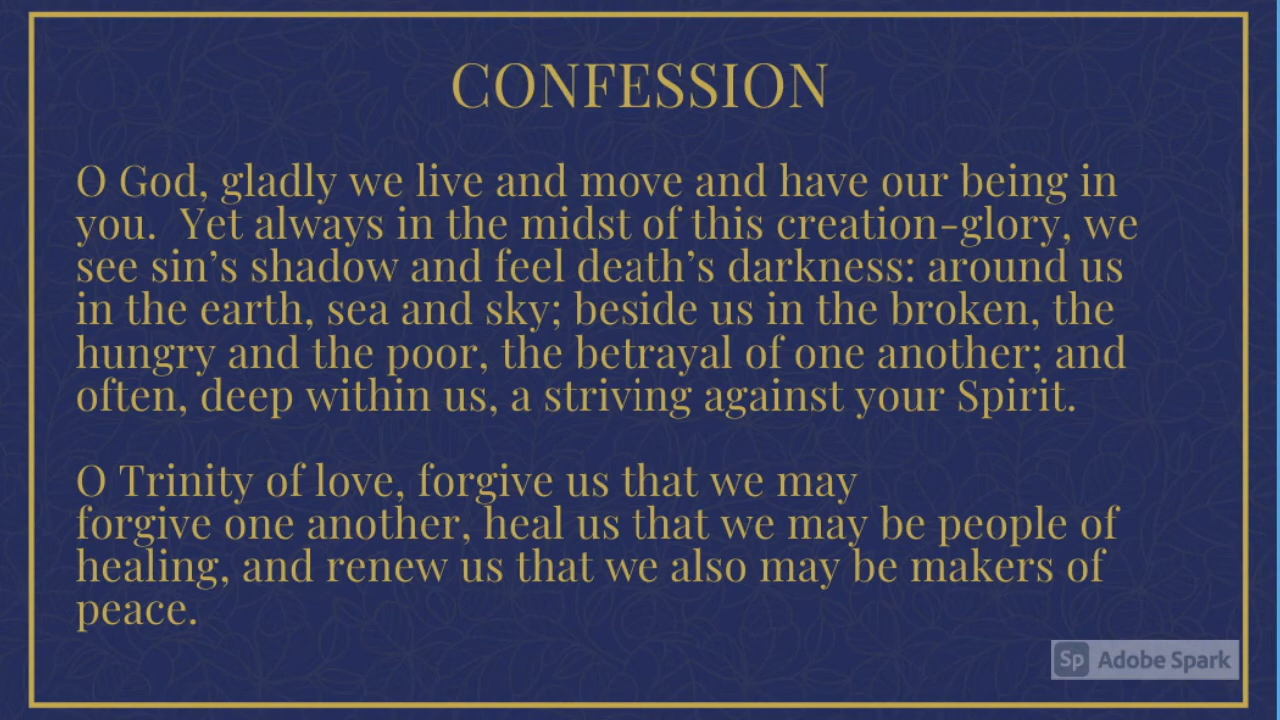 CONFESSION
O God, gladly we live and move and have our being in
you.  Yet always in the midst of this creation-glory, we
see sin’s shadow and feel death’s darkness: around us
in the earth, sea and sky; beside us in the broken, the
hungry and the poor, the betrayal of one another; and
often, deep within us, a striving against your Spirit.
O Trinity of love, forgive us that we may
forgive one another, heal us that we may be people of
healing, and renew us that we also may be makers of
peace.
Sp Adobe Spark